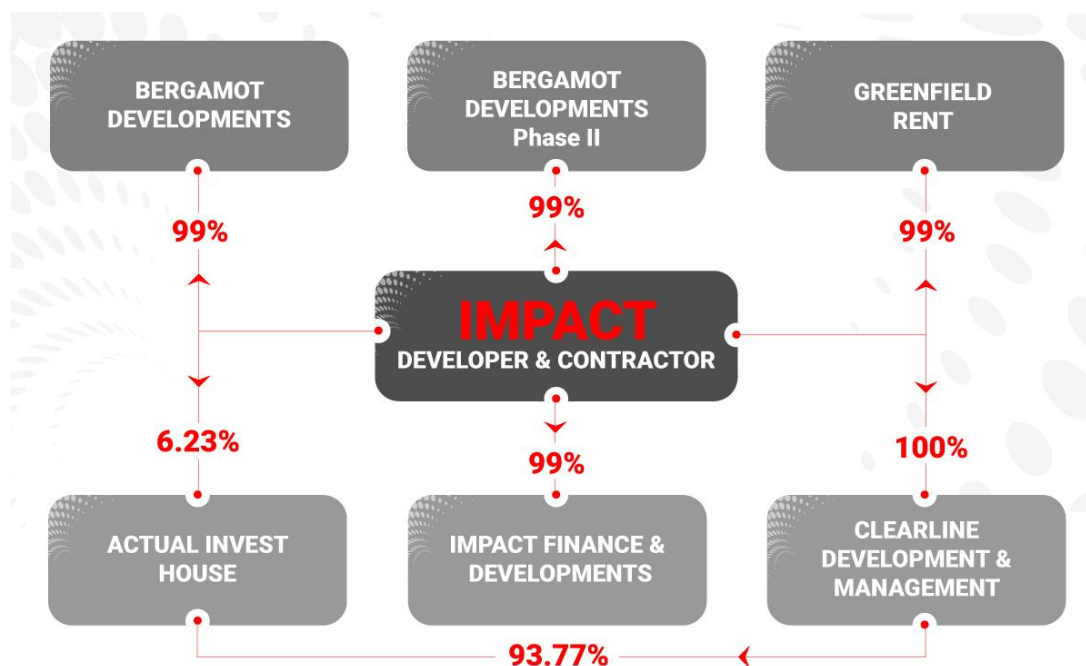 BERGAMOT
DEVELOPMENTS
BERGAMOT
DEVELOPMENTS
Phase II
GREENFIELD
RENT
99%
99%
99%
IMPACT
DEVELOPER & CONTRACTOR
6.23%
99%
100%
ACTUAL INVEST
HOUSE
IMPACT FINANCE &
DEVELOPMENTS
CLEARLINE
DEVELOPMENT &
MANAGEMENT
93.77%